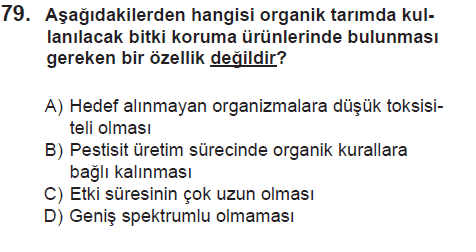 79. Aşağıdakilerden hangisi organik tarımda kul-
lanılacak bitki koruma ürünlerinde bulunması
gereken bir özellik değildir?
A) Hedef alınmayan organizmalara düşük toksisi-
teli olması
B) Pestisit üretim sürecinde organik kurallara
bağlı kalınması
C) Etki süresinin çok uzun olması
D) Geniş spektrumlu olmaması